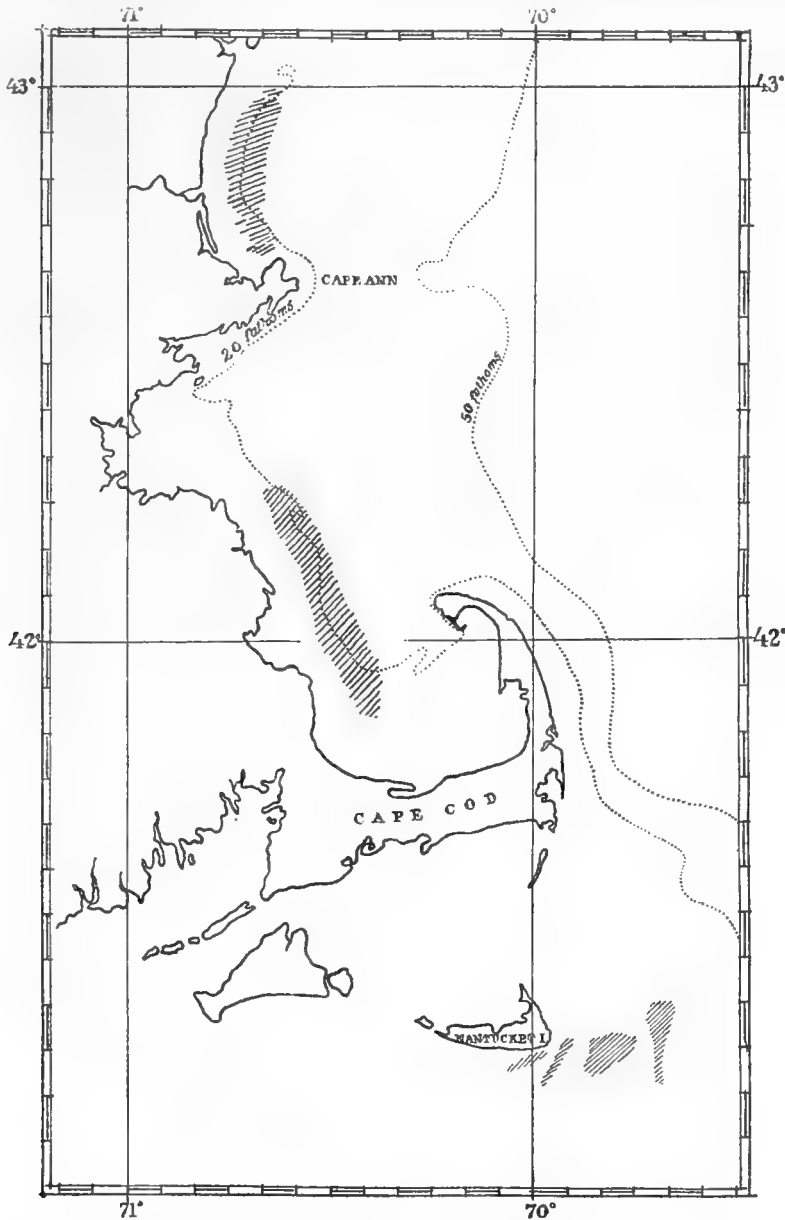 71° 70°
43° 43°
CAPE ANN
20 fathoms
50 fathoms
42° 42°
CAPE COD
NANTUCKET I
71° 70°